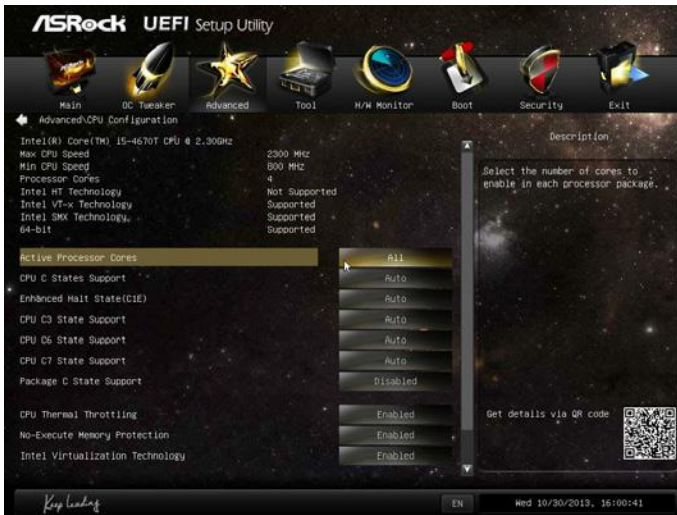 ASRock UEFI Setup Utility
Main OC Tweaker Advanced Tool H/W Monitor Boot Security Exit
Advanced\CPU Configuration
Description
Intel(R) Core(TM) i5-4670T CPU @ 2.30GHz
Max CPU Speed 2300 MHz
Min CPU Speed 800 MHz
Processor Cores 4
Intel HT Technology Not Supported
Intel VT-x Technology Supported
Intel SMX Technology Supported
64-bit Supported
Select the number of cores to
enable in each processor package.
Active Processor Cores All
CPU C States Support Auto
Enhanced Halt State(C1E) Auto
CPU C3 State Support Auto
CPU C6 State Support Auto
CPU C7 State Support Auto
Package C State Support Disabled
CPU Thermal Throttling Enabled
No-Execute Memory Protection Enabled
Intel Virtualization Technology Enabled
Get details via QR code
Keep Leading
EN
Wed 10/30/2013, 16:00:41